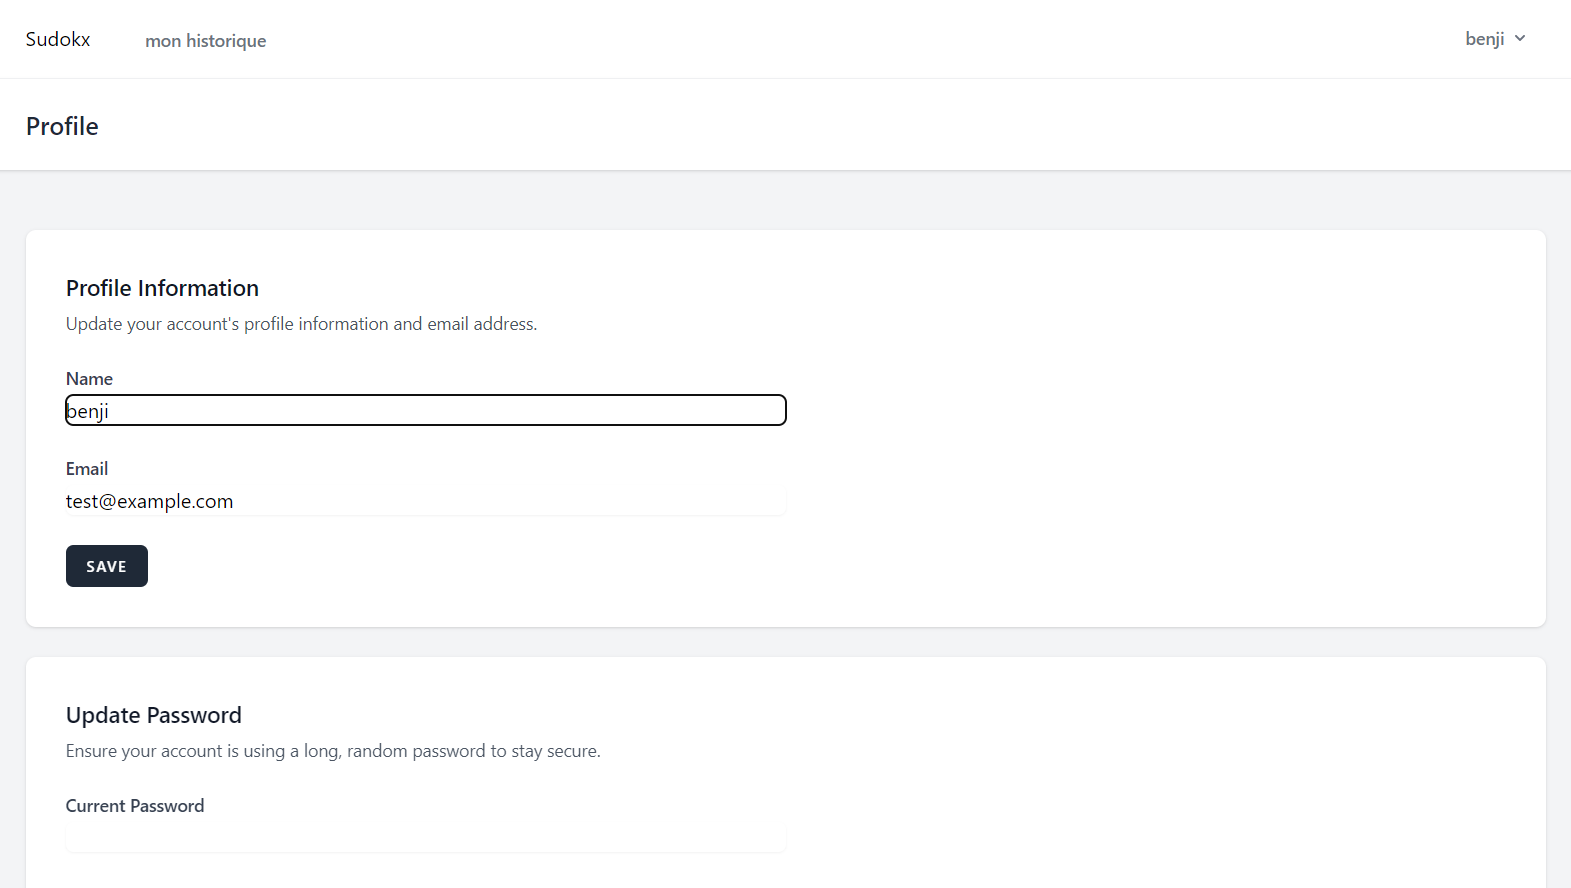 Sudokx
mon historique
benji
Profile
Profile Information
Update your account's profile information and email address.
Name
benji
Email
test@example.com
SAVE
Update Password
Ensure your account is using a long, random password to stay secure.
Current Password